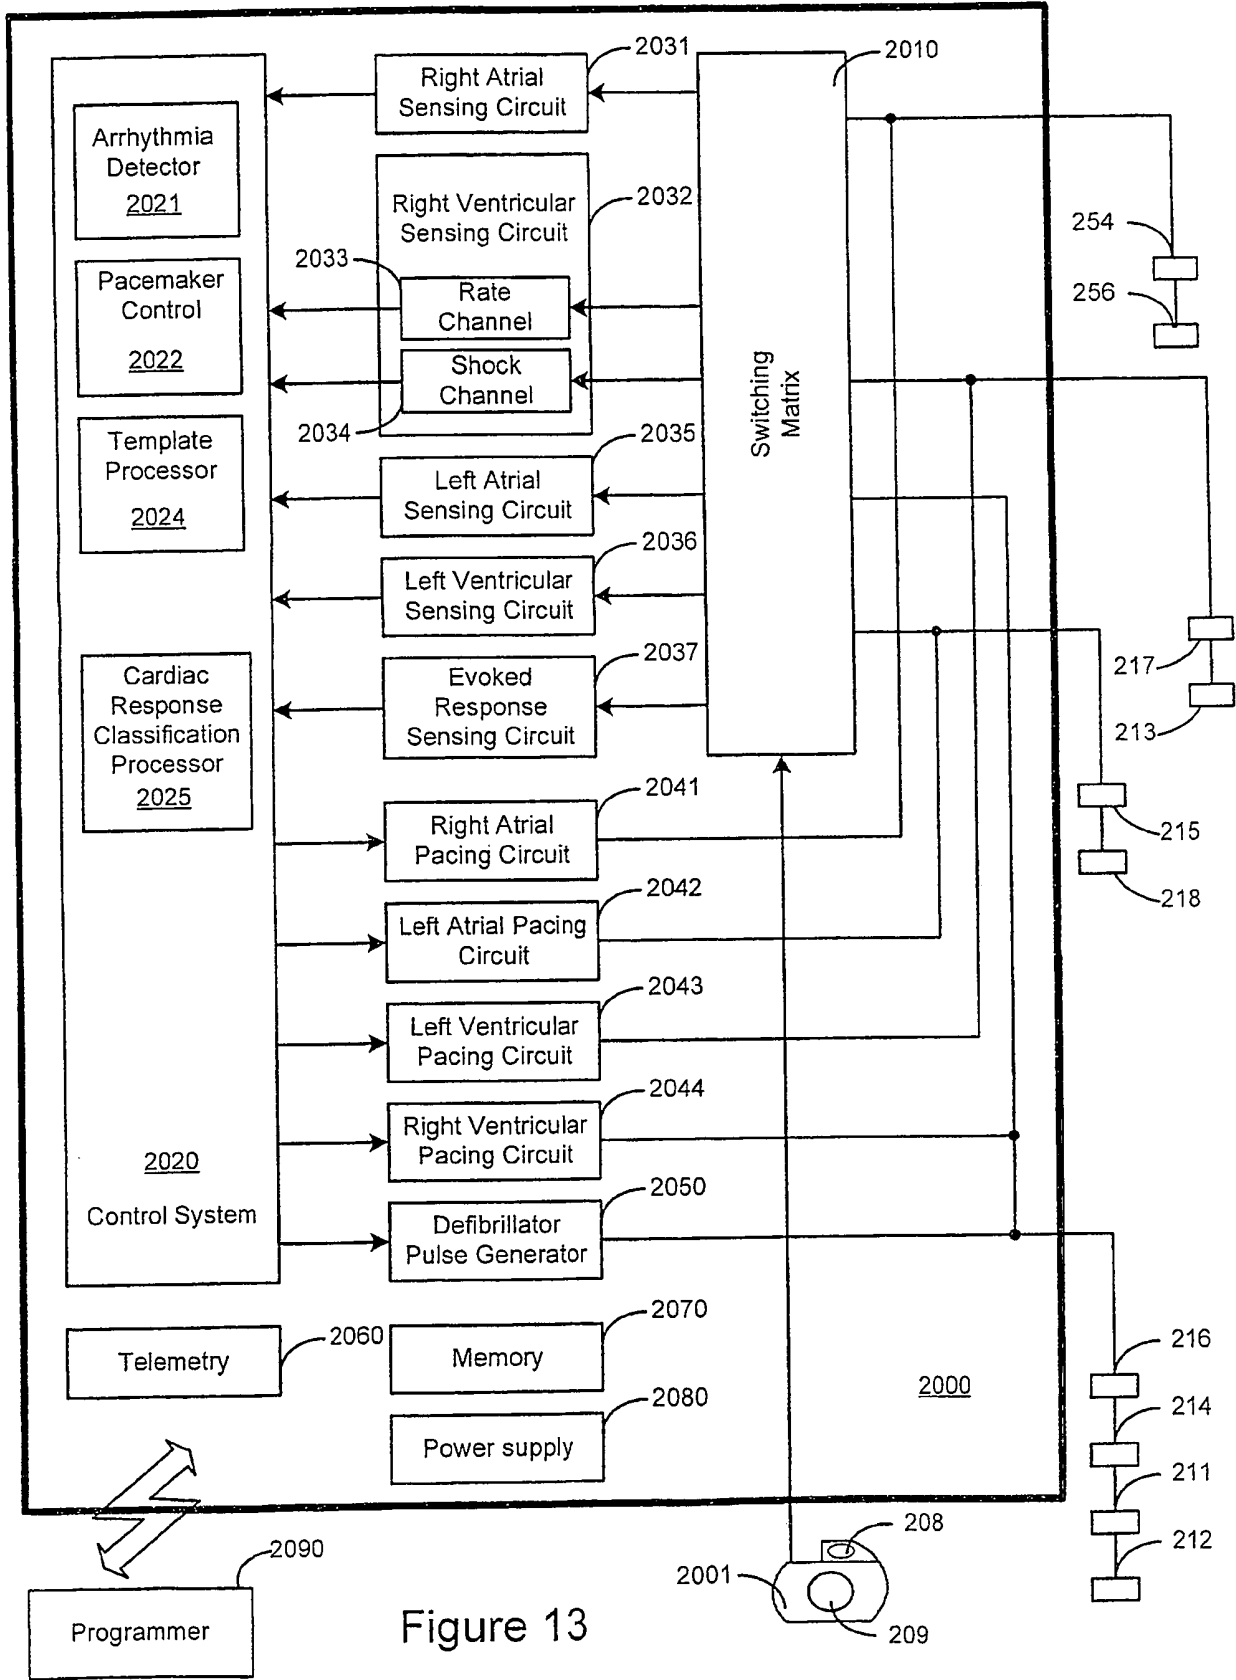 2031
2010
Right Atrial
Sensing Circuit
Arrhythmia
Detector
2021
2032
Right Ventricular
Sensing Circuit
254
2033
Pacemaker
Control
2022
Rate
Channel
256
Shock
Channel
Switching
Matrix
2034
2035
Template
Processor
2024
Left Atrial
Sensing Circuit
2036
Left Ventricular
Sensing Circuit
2037
217
Cardiac
Response
Classification
Processor
2025
Evoked
Response
Sensing Circuit
213
2041
Right Atrial
Pacing Circuit
215
2042
218
Left Atrial Pacing
Circuit
2043
Left Ventricular
Pacing Circuit
2044
Right Ventricular
Pacing Circuit
2020
Control System
2050
Defibrillator
Pulse Generator
2070
2060
216
Telemetry
Memory
2000
2080
214
Power supply
211
208
2090
212
2001
Programmer
Figure 13
209